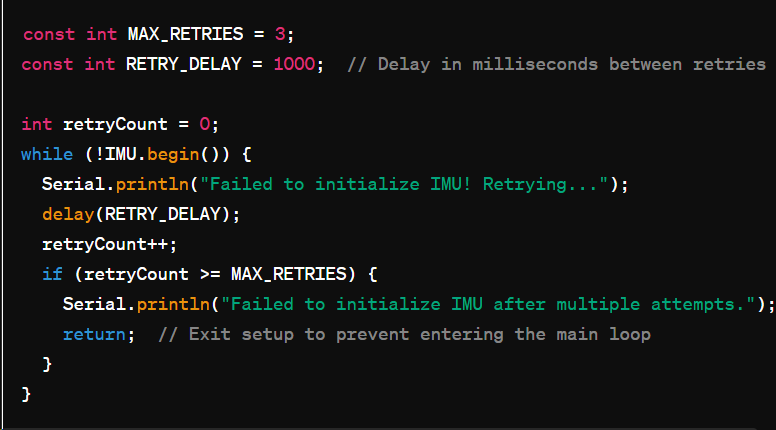 const int MAX_RETRIES = 3;
const int RETRY_DELAY = 1000;  // Delay in milliseconds between retries
int retryCount = 0;
while (!IMU.begin()) {
  Serial.println("Failed to initialize IMU! Retrying...");
  delay(RETRY_DELAY);
  retryCount++;
  if (retryCount >= MAX_RETRIES) {
    Serial.println("Failed to initialize IMU after multiple attempts.");
    return;  // Exit setup to prevent entering the main loop
  }
}